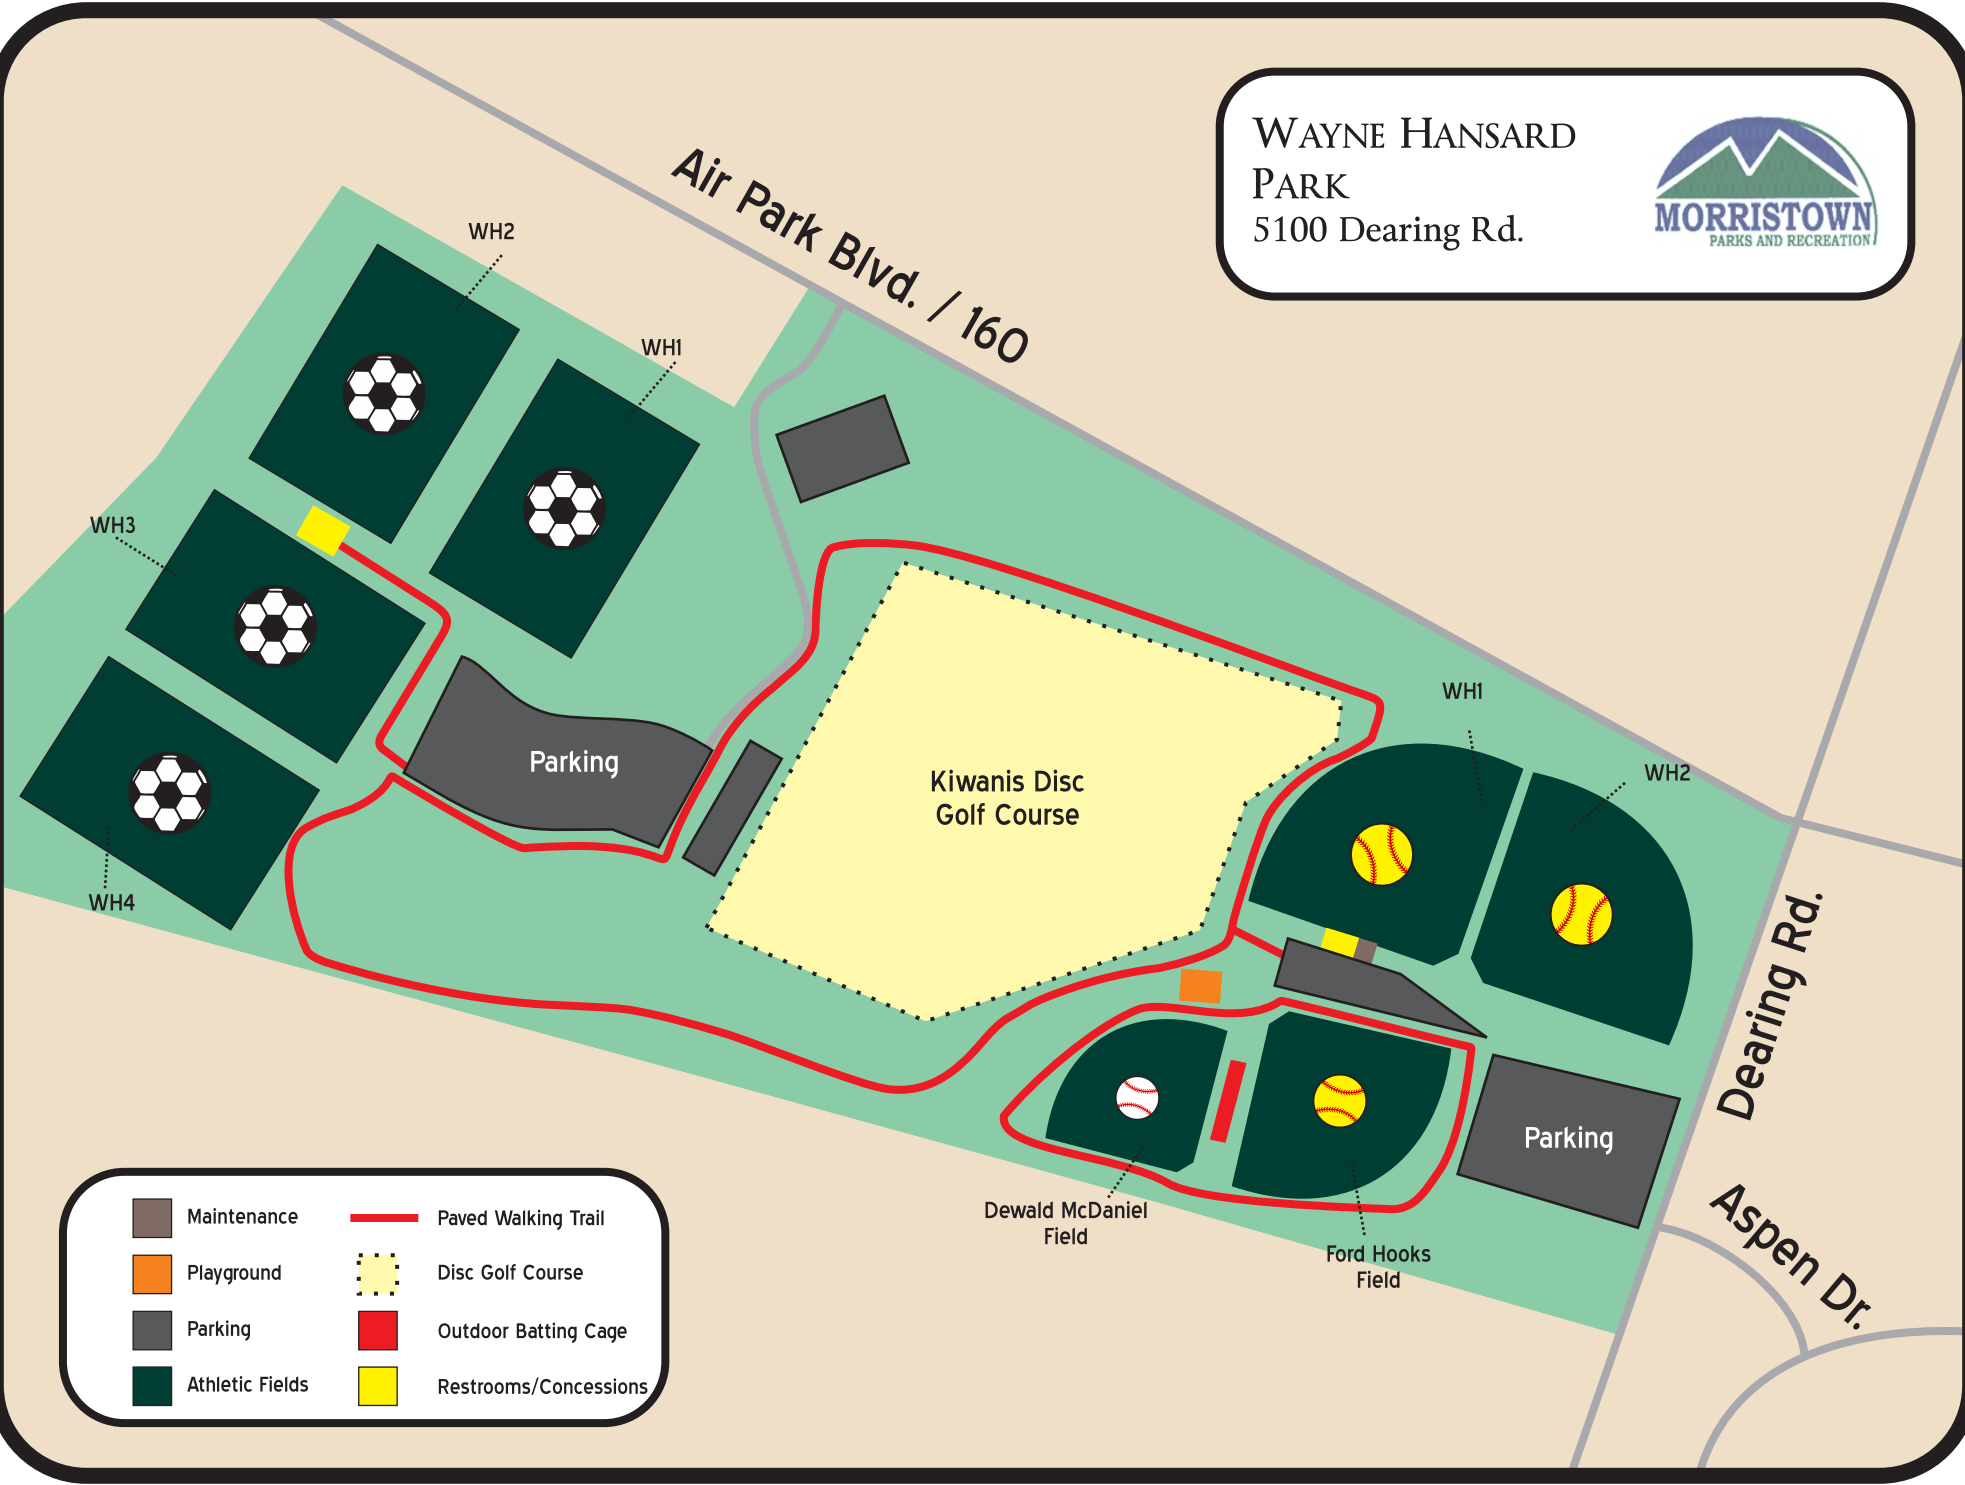 WAYNE HANSARD
PARK
5100 Dearing Rd.
MORRISTOWN
PARKS AND RECREATION
Air Park Blvd. / 160
WH2
WH1
WH3
WH4
Parking
Kiwanis Disc
Golf Course
WH1
WH2
Dearing Rd.
Parking
Aspen Dr.
Dewald McDaniel
Field
Ford Hooks
Field
Maintenance
Playground
Parking
Athletic Fields
Paved Walking Trail
Disc Golf Course
Outdoor Batting Cage
Restrooms/Concessions